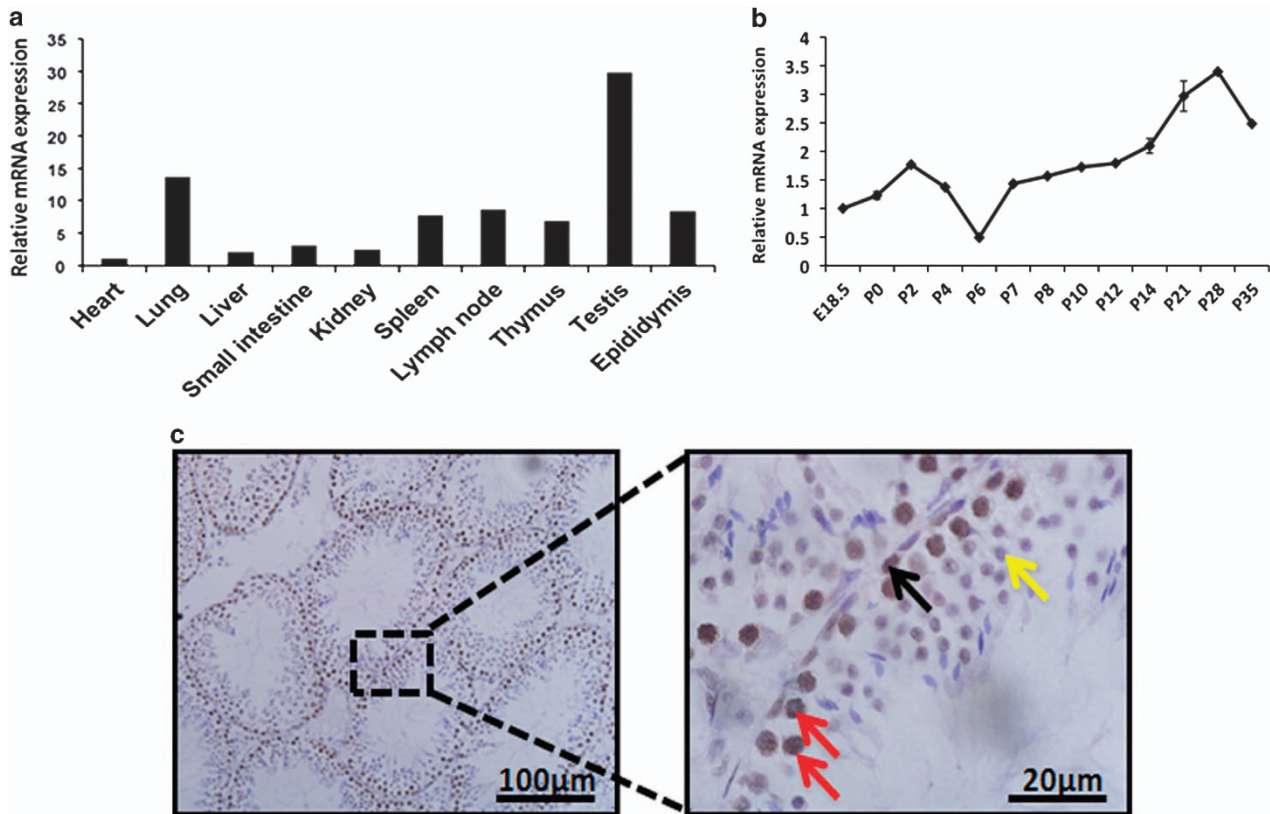 a
Relative mRNA expression
35
30
25
20
15
10
5
0
Heart
Lung
Liver
Small intestine
Kidney
Spleen
Lymph node
Thymus
Testis
Epididymis
b
Relative mRNA expression
4
3.5
3
2.5
2
1.5
1
0.5
0
E18.5
P0
P2
P4
P6
P7
P8
P10
P12
P14
P21
P28
P35
c
100μm
20μm